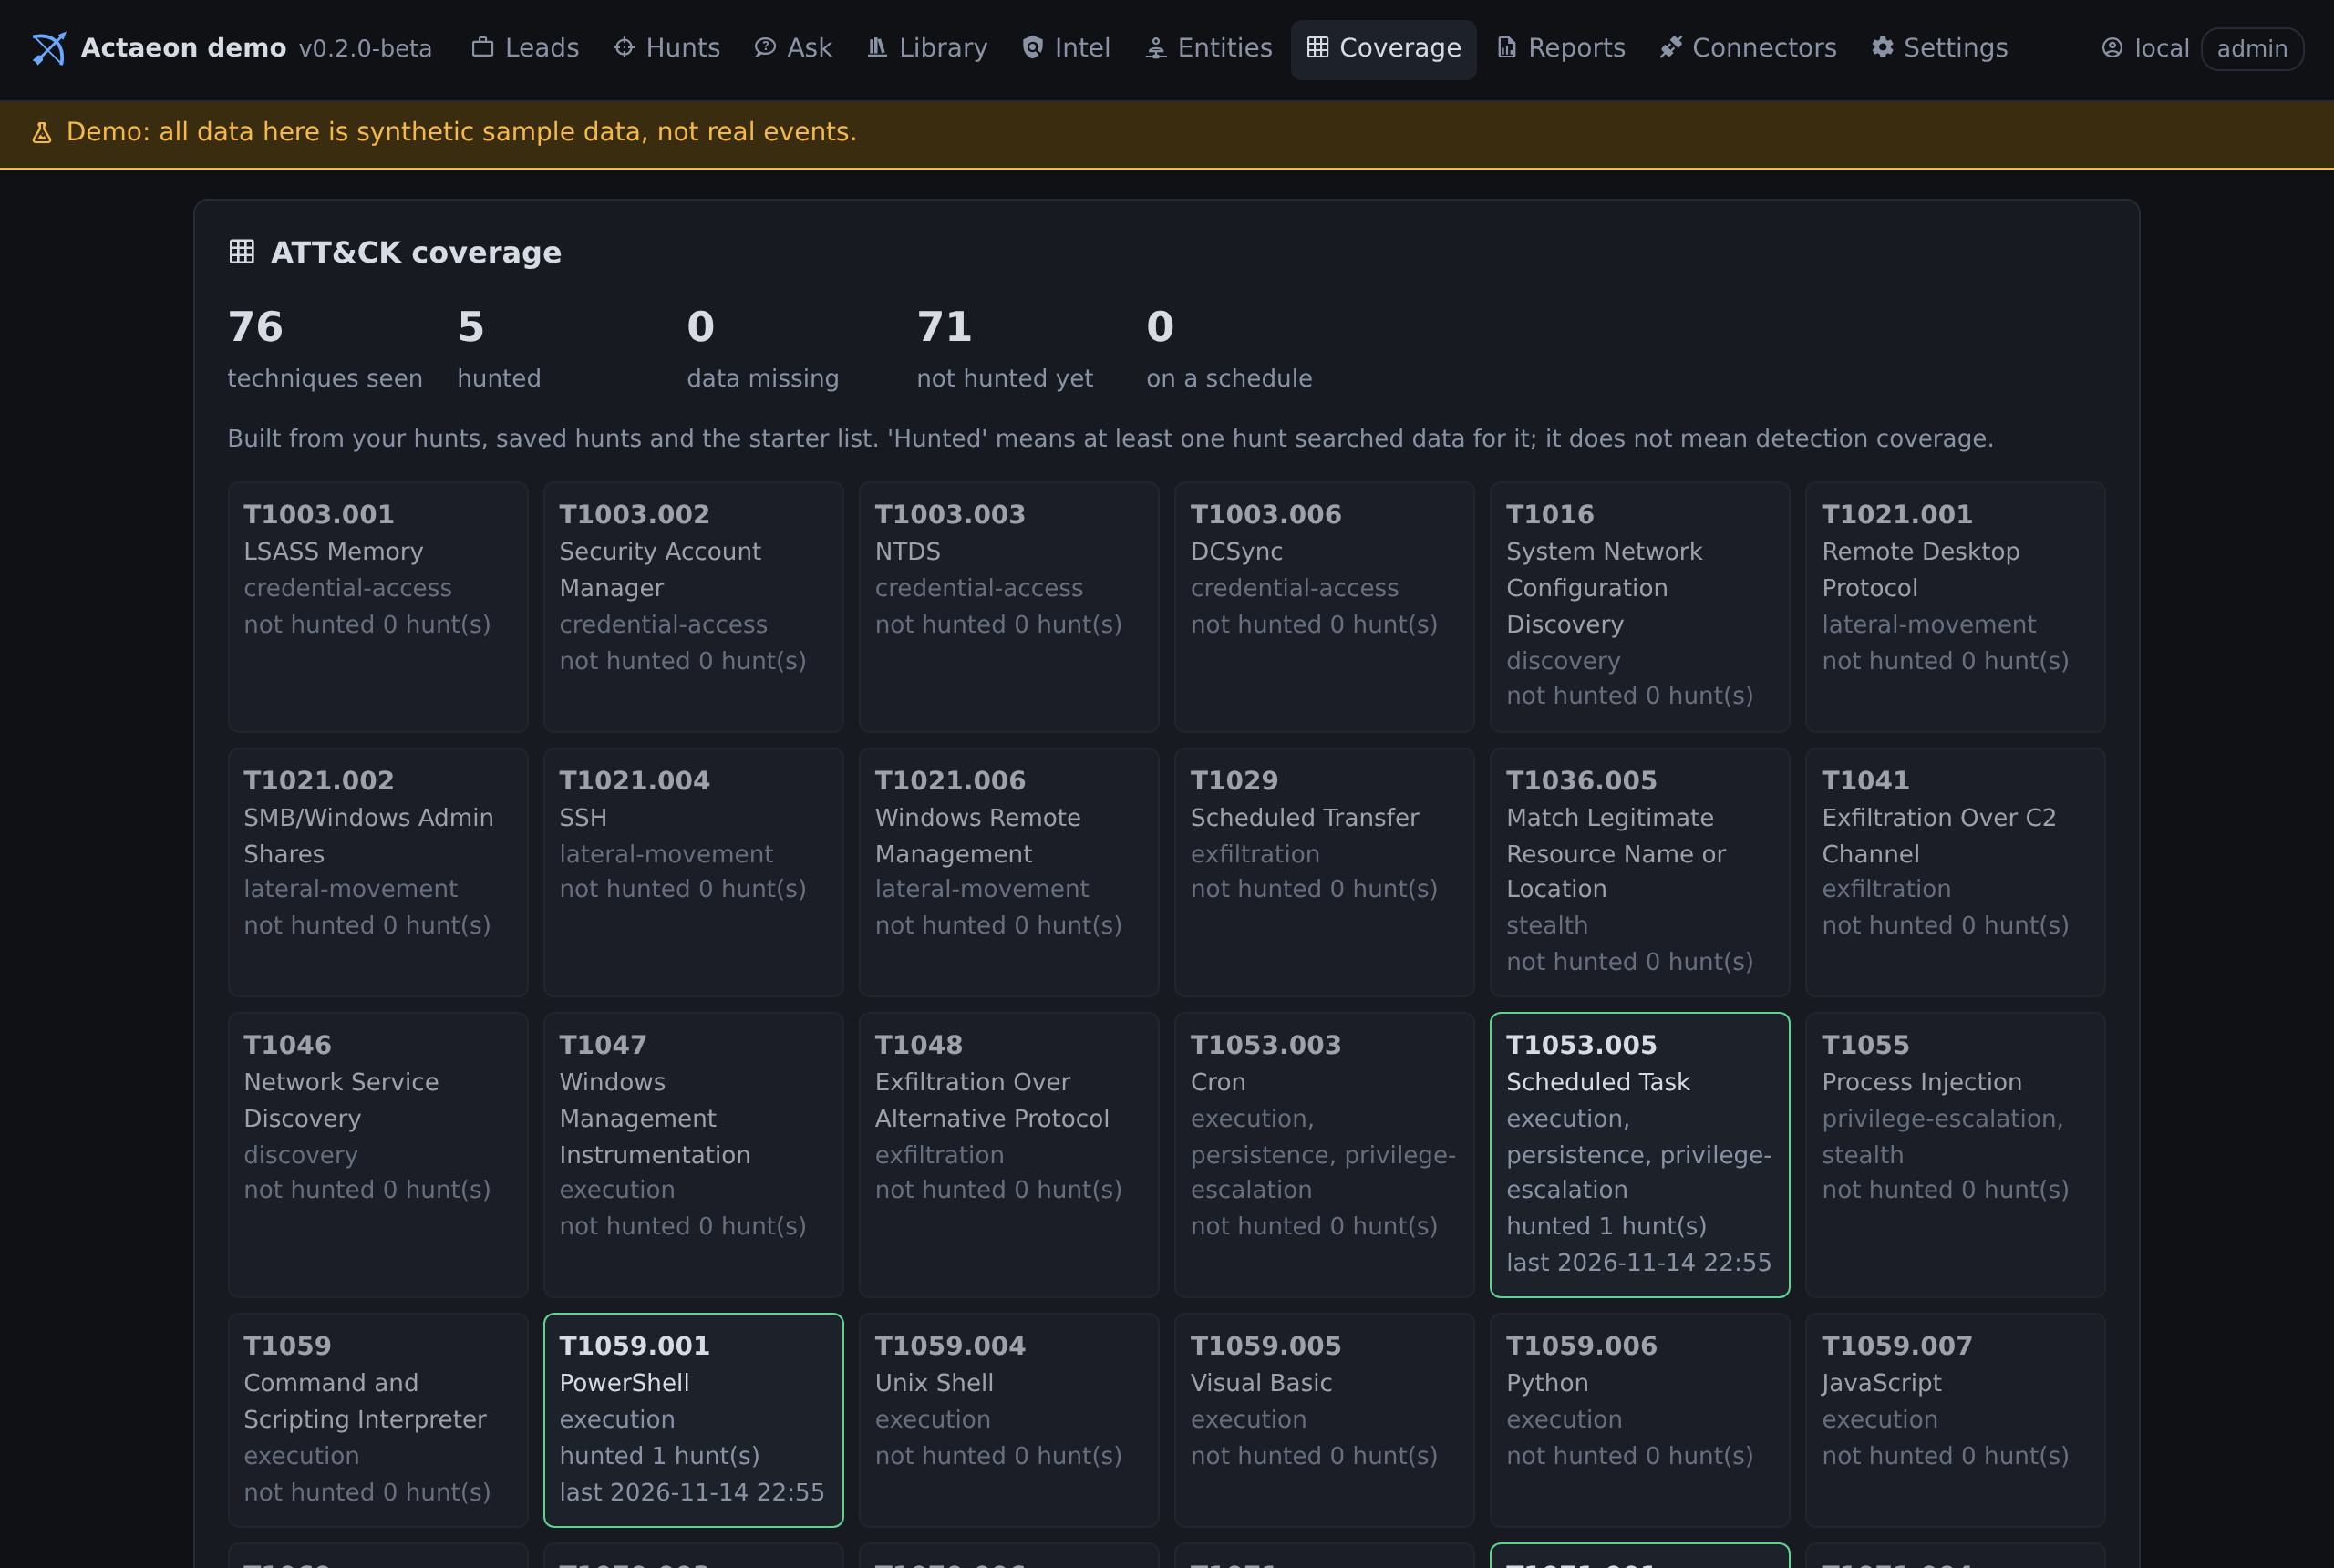 Actaeon demo v0.2.0-beta Leads Hunts Ask Library Intel Entities Coverage Reports Connectors Settings local admin
Demo: all data here is synthetic sample data, not real events.
ATT&CK coverage
76 5 0 71 0
techniques seen hunted data missing not hunted yet on a schedule
Built from your hunts, saved hunts and the starter list. 'Hunted' means at least one hunt searched data for it; it does not mean detection coverage.
T1003.001
LSASS Memory
credential-access
not hunted 0 hunt(s)
T1003.002
Security Account
Manager
credential-access
not hunted 0 hunt(s)
T1003.003
NTDS
credential-access
not hunted 0 hunt(s)
T1003.006
DCSync
credential-access
not hunted 0 hunt(s)
T1016
System Network
Configuration
Discovery
discovery
not hunted 0 hunt(s)
T1021.001
Remote Desktop
Protocol
lateral-movement
not hunted 0 hunt(s)
T1021.002
SMB/Windows Admin
Shares
lateral-movement
not hunted 0 hunt(s)
T1021.004
SSH
lateral-movement
not hunted 0 hunt(s)
T1021.006
Windows Remote
Management
lateral-movement
not hunted 0 hunt(s)
T1029
Scheduled Transfer
exfiltration
not hunted 0 hunt(s)
T1036.005
Match Legitimate
Resource Name or
Location
stealth
not hunted 0 hunt(s)
T1041
Exfiltration Over C2
Channel
exfiltration
not hunted 0 hunt(s)
T1046
Network Service
Discovery
discovery
not hunted 0 hunt(s)
T1047
Windows
Management
Instrumentation
execution
not hunted 0 hunt(s)
T1048
Exfiltration Over
Alternative Protocol
exfiltration
not hunted 0 hunt(s)
T1053.003
Cron
execution,
persistence, privilege-
escalation
not hunted 0 hunt(s)
T1053.005
Scheduled Task
execution,
persistence, privilege-
escalation
hunted 1 hunt(s)
last 2026-11-14 22:55
T1055
Process Injection
privilege-escalation,
stealth
not hunted 0 hunt(s)
T1059
Command and
Scripting Interpreter
execution
not hunted 0 hunt(s)
T1059.001
PowerShell
execution
hunted 1 hunt(s)
last 2026-11-14 22:55
T1059.004
Unix Shell
execution
not hunted 0 hunt(s)
T1059.005
Visual Basic
execution
not hunted 0 hunt(s)
T1059.006
Python
execution
not hunted 0 hunt(s)
T1059.007
JavaScript
execution
not hunted 0 hunt(s)